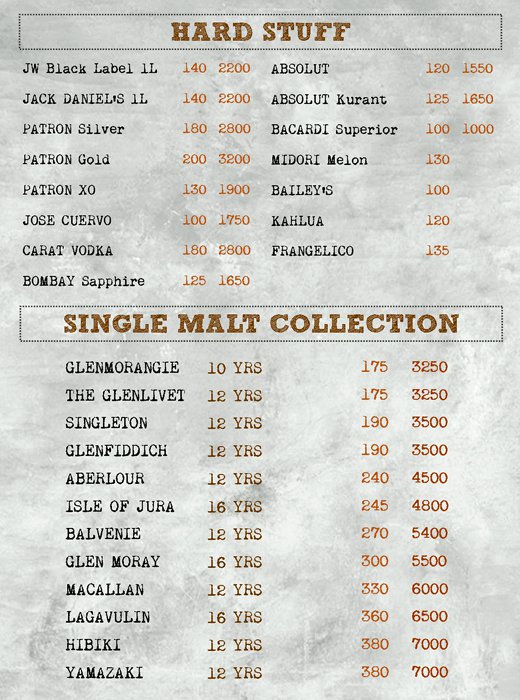 HARD STUFF
JW Black Label 1L 140 2200
JACK DANIEL'S 1L 140 2200
PATRON Silver 180 2800
PATRON Gold 200 3200
PATRON XO 130 1900
JOSE CUERVO 100 1750
CARAT VODKA 180 2800
BOMBAY Sapphire 125 1650
ABSOLUT 120 1550
ABSOLUT Kurant 125 1650
BACARDI Superior 100 1000
MIDORI Melon 130
BAILEY'S 100
KAHLUA 120
FRANGELICO 135
SINGLE MALT COLLECTION
GLENMORANGIE 10 YRS 175 3250
THE GLENLIVET 12 YRS 175 3250
SINGLETON 12 YRS 190 3500
GLENFIDDICH 12 YRS 190 3500
ABERLOUR 12 YRS 240 4500
ISLE OF JURA 16 YRS 245 4800
BALVENIE 12 YRS 270 5400
GLEN MORAY 16 YRS 300 5500
MACALLAN 12 YRS 330 6000
LAGAVULIN 16 YRS 360 6500
HIBIKI 12 YRS 380 7000
YAMAZAKI 12 YRS 380 7000